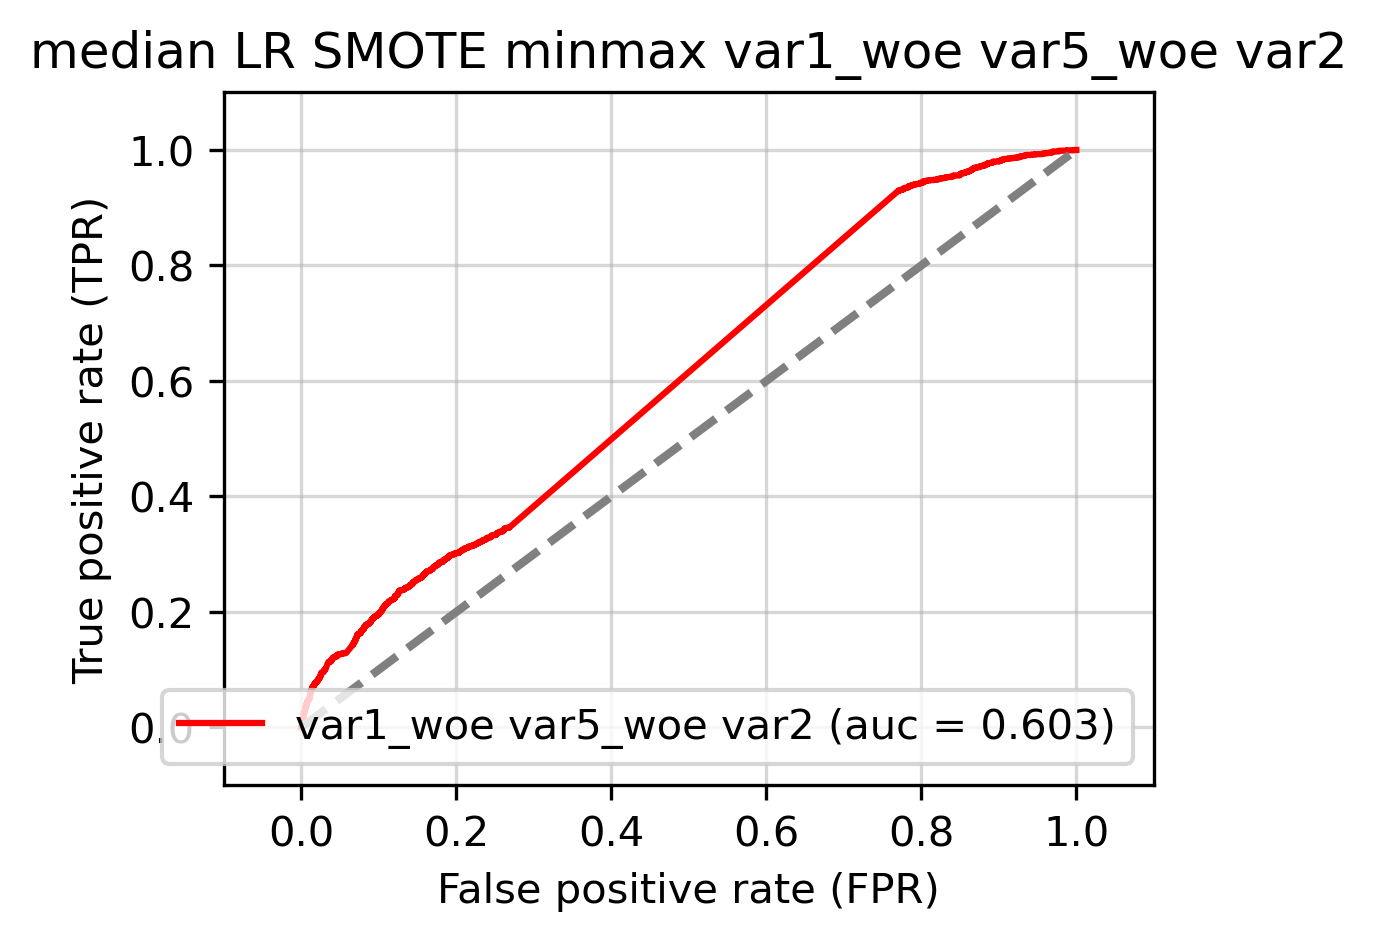 median LR SMOTE minmax var1_woe var5_woe var2
True positive rate (TPR)
1.0
0.8
0.6
0.4
0.2
0.0
var1_woe var5_woe var2 (auc = 0.603)
0.0 0.2 0.4 0.6 0.8 1.0
False positive rate (FPR)